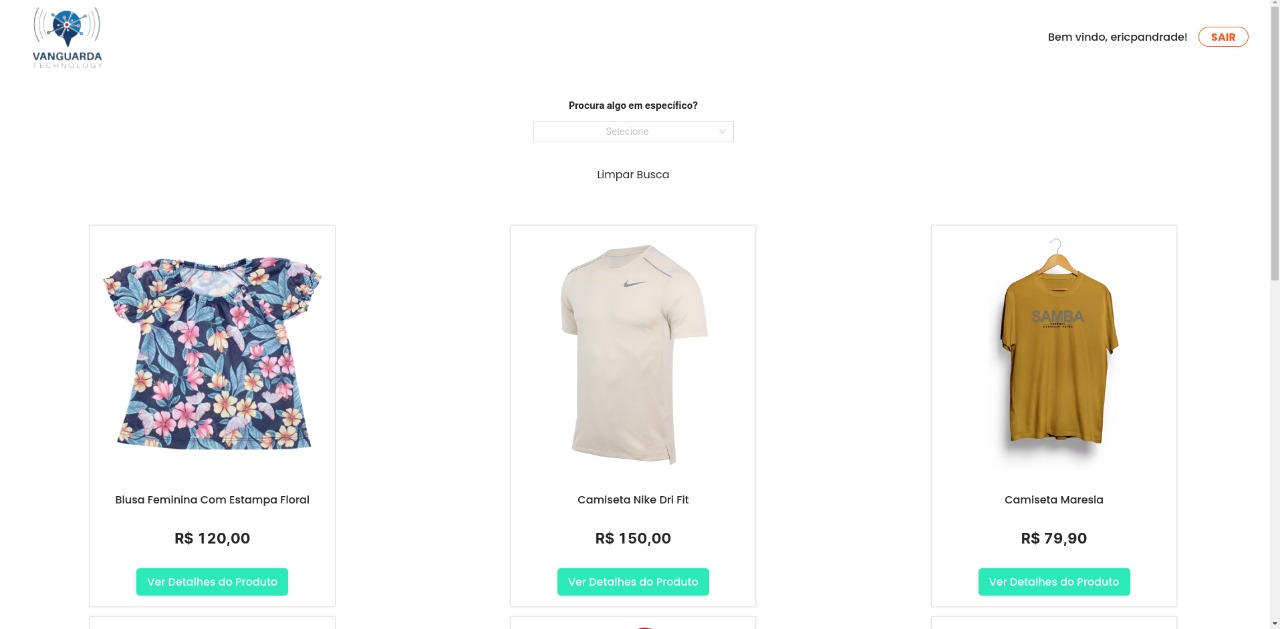 VANGUARDA
TECHNOLOGY
Bem vindo, ericpandrade!
SAIR
Procura algo em específico?
Selecione
Limpar Busca
SAMBA
Blusa Feminina Com Estampa Floral
Camiseta Nike Dri Fit
Camiseta Maresia
R$ 120,00
R$ 150,00
R$ 79,90
Ver Detalhes do Produto
Ver Detalhes do Produto
Ver Detalhes do Produto